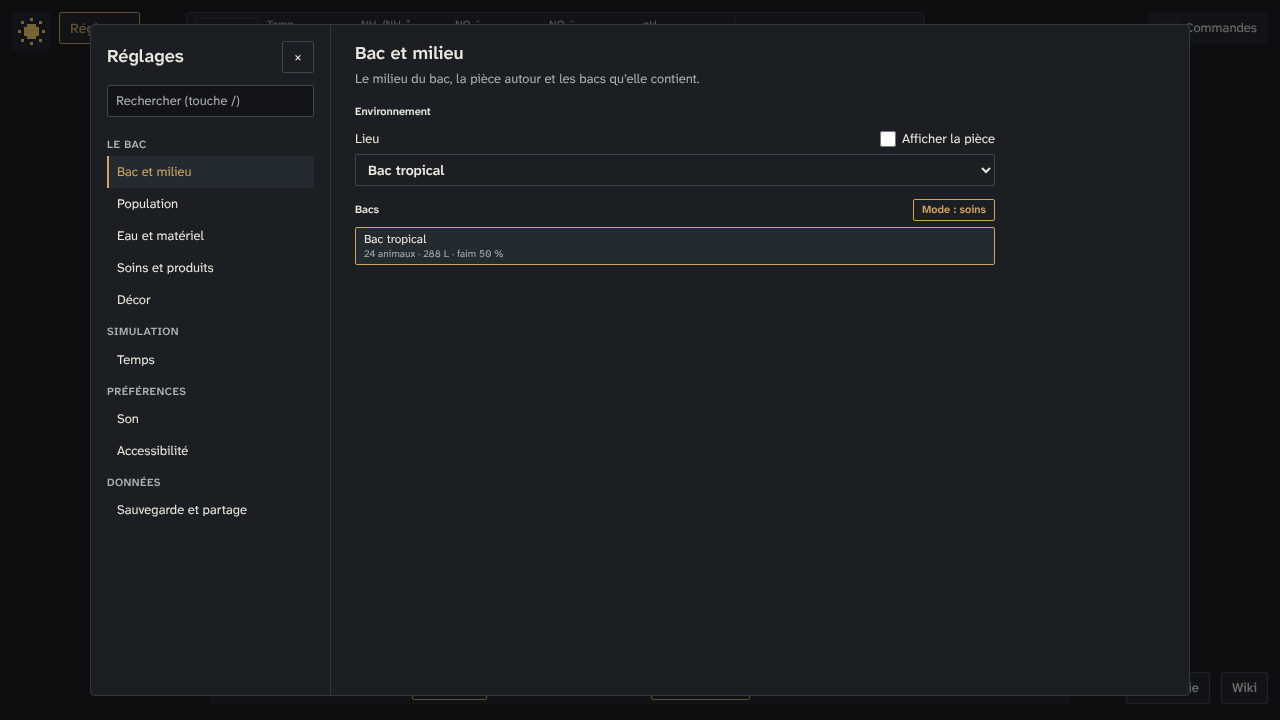 Réglages
×
Rechercher (touche /)
LE BAC
Bac et milieu
Population
Eau et matériel
Soins et produits
Décor
SIMULATION
Temps
PRÉFÉRENCES
Son
Accessibilité
DONNÉES
Sauvegarde et partage
Bac et milieu
Le milieu du bac, la pièce autour et les bacs qu'elle contient.
Environnement
Lieu
Afficher la pièce
Bac tropical
Bacs
Mode : soins
Bac tropical
24 animaux · 288 L · faim 50 %
Commandes
Wiki